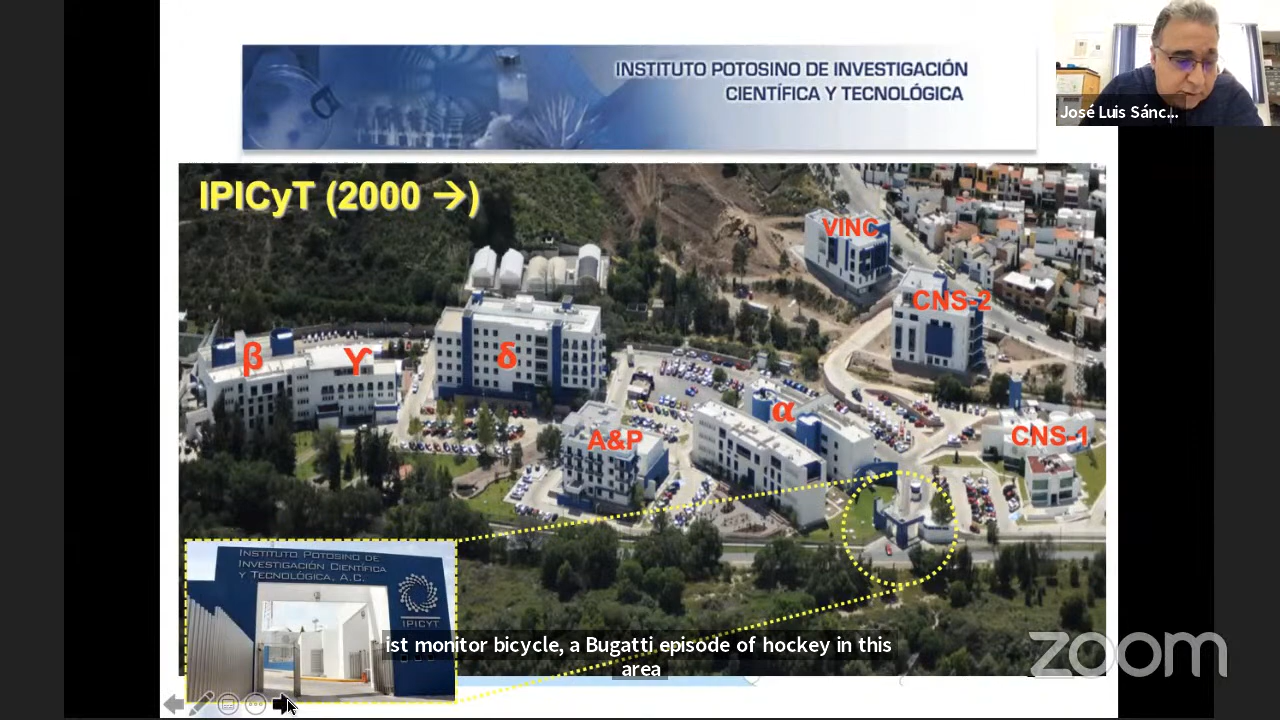 INSTITUTO POTOSINO DE INVESTIGACIÓN
CIENTÍFICA Y TECNOLÓGICA
José Luis Sánc...
IPICyT (2000 →)
VINC
CNS-2
β
ϒ
δ
α
A&P
CNS-1
INSTITUTO POTOSINO DE
INVESTIGACIÓN CIENTÍFICA
Y TECNOLÓGICA, A.C.
IPICYT
ist monitor bicycle, a Bugatti episode of hockey in this
area
zoom